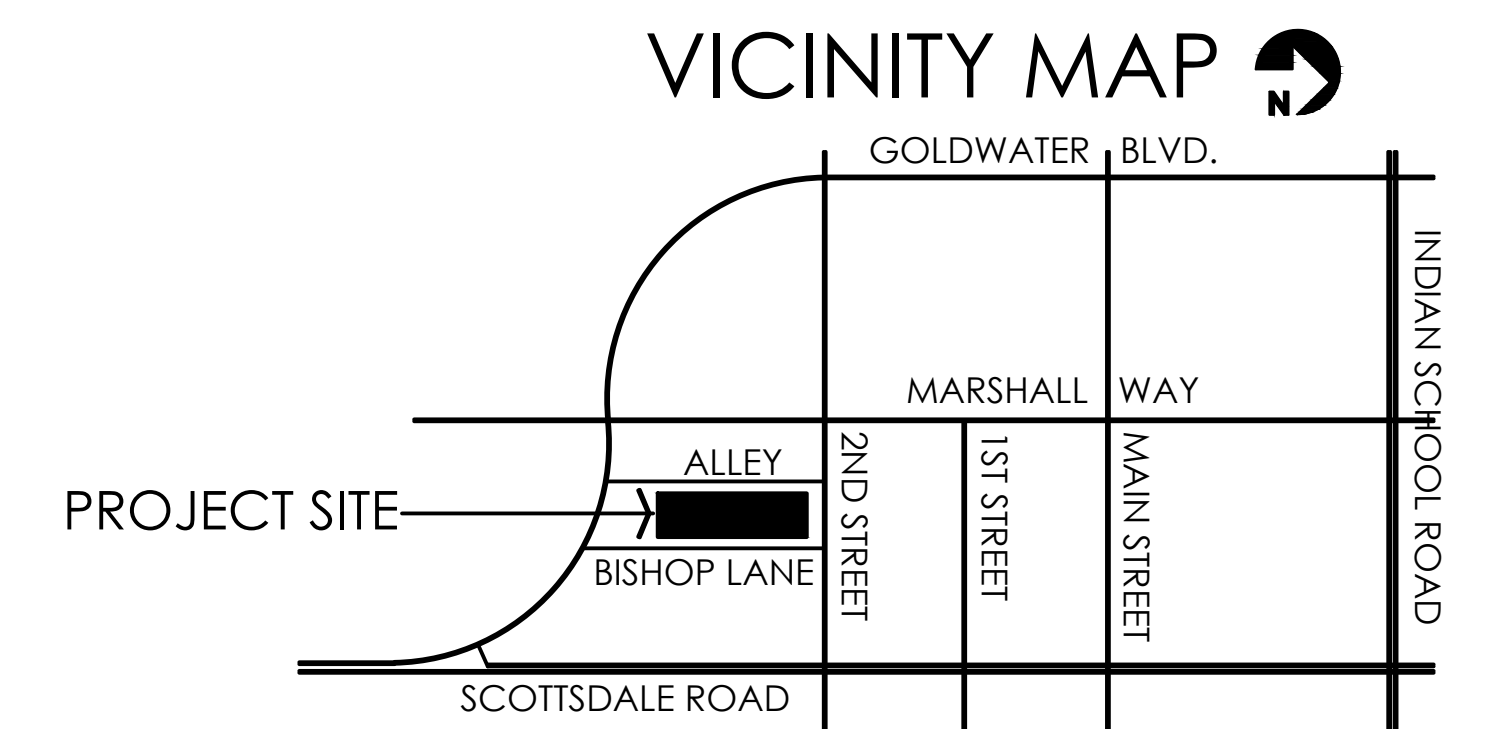 VICINITY MAP
N
GOLDWATER BLVD.
INDIAN SCHOOL ROAD
MARSHALL WAY
ALLEY
2ND STREET
1ST STREET
MAIN STREET
PROJECT SITE
BISHOP LANE
SCOTTSDALE ROAD